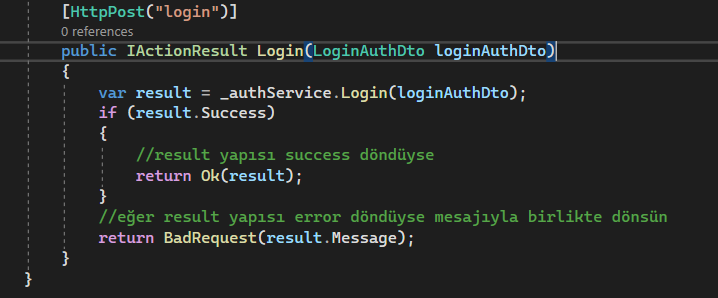 [HttpPost("login")]
0 references
public IActionResult Login(LoginAuthDto loginAuthDto)
{
var result = _authService.Login(loginAuthDto);
if (result.Success)
{
//result yapısı success döndüyse
return Ok(result);
}
//eğer result yapısı error döndüyse mesajıyla birlikte dönsün
return BadRequest(result.Message);
}
}